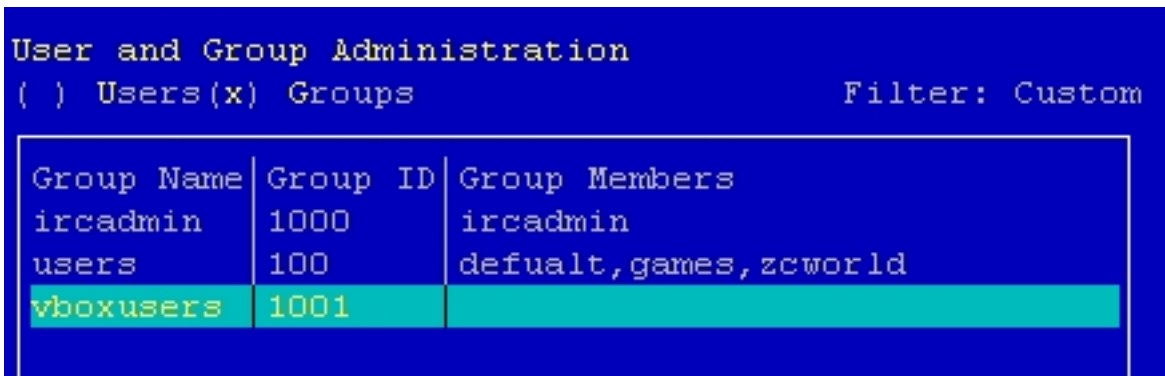 User and Group Administration
( ) Users(x) Groups Filter: Custom
Group Name Group ID Group Members
ircadmin 1000 ircadmin
users 100 defualt,games,zcworld
vboxusers 1001